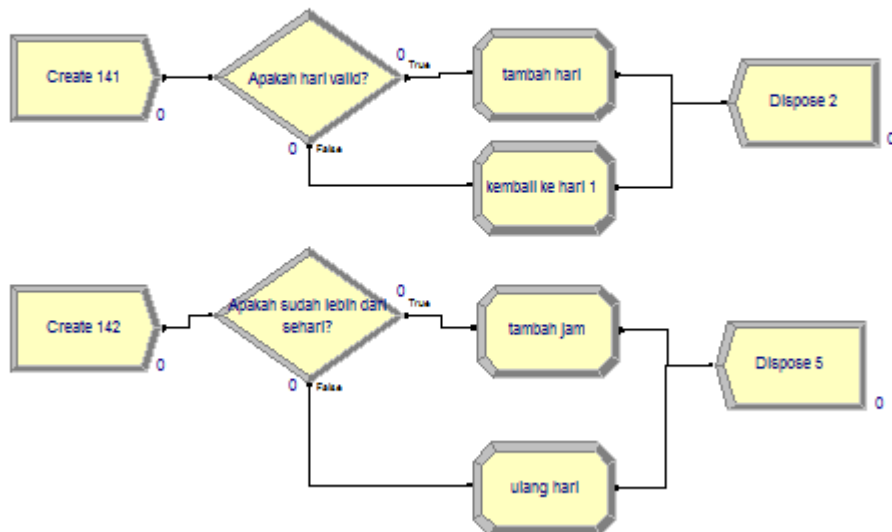 Create 141
0
Apakah hari valid?
0
True
0
False
tambah hari
kembali ke hari 1
Dispose 2
0
Create 142
0
Apakah sudah lebih dari
sehari?
0
True
0
False
tambah jam
ulang hari
Dispose 5
0